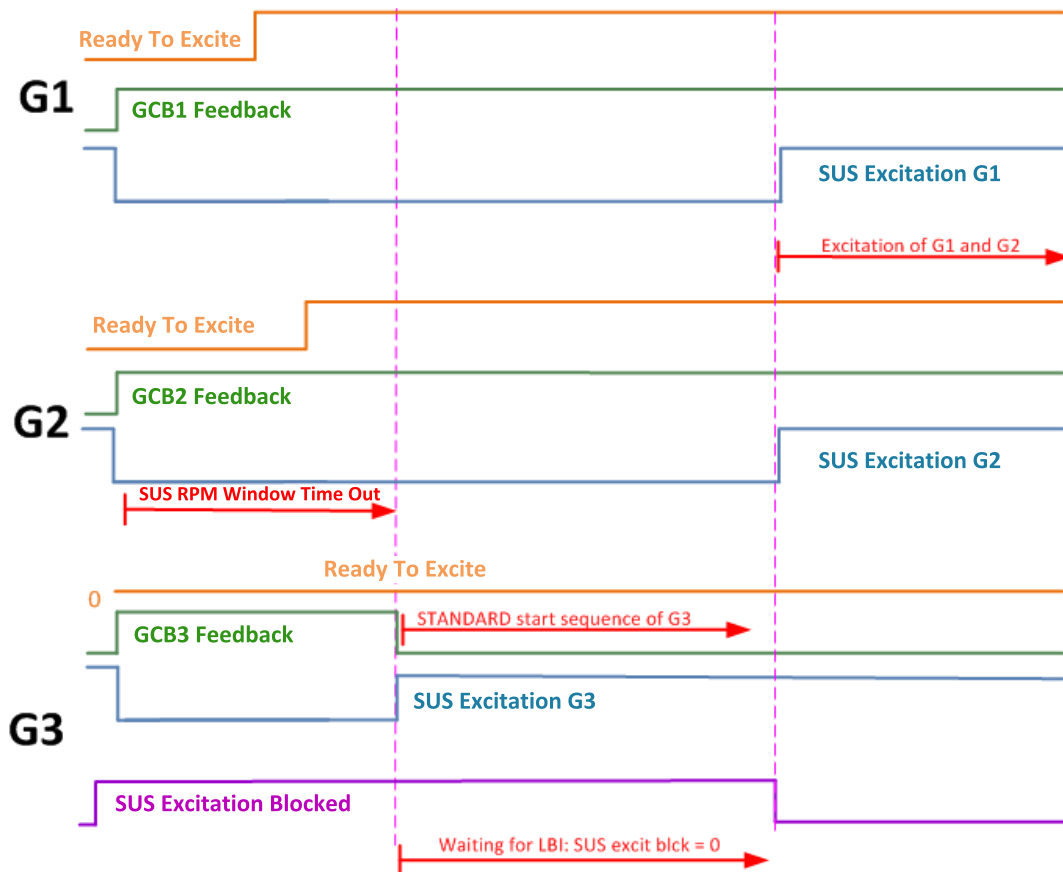 Ready To Excite
G1
GCB1 Feedback
SUS Excitation G1
Excitation of G1 and G2
Ready To Excite
GCB2 Feedback
G2
SUS Excitation G2
SUS RPM Window Time Out
Ready To Excite
0
STANDARD start sequence of G3
GCB3 Feedback
SUS Excitation G3
G3
SUS Excitation Blocked
Waiting for LBI: SUS excit blck = 0